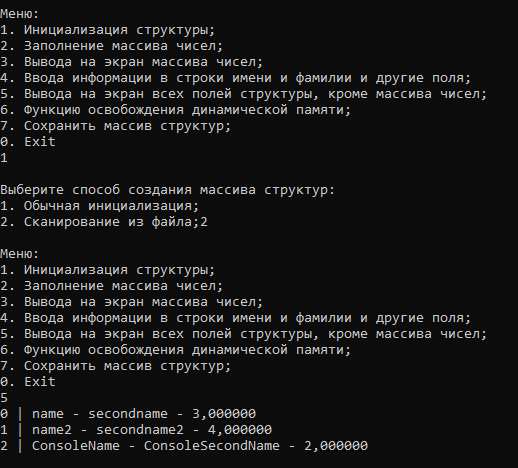 Меню:
1. Инициализация структуры;
2. Заполнение массива чисел;
3. Вывода на экран массива чисел;
4. Ввода информации в строки имени и фамилии и другие поля;
5. Вывода на экран всех полей структуры, кроме массива чисел;
6. Функцию освобождения динамической памяти;
7. Сохранить массив структур;
0. Exit
1
Выберите способ создания массива структур:
1. Обычная инициализация;
2. Сканирование из файла;2
Меню:
1. Инициализация структуры;
2. Заполнение массива чисел;
3. Вывода на экран массива чисел;
4. Ввода информации в строки имени и фамилии и другие поля;
5. Вывода на экран всех полей структуры, кроме массива чисел;
6. Функцию освобождения динамической памяти;
7. Сохранить массив структур;
0. Exit
5
0 | name - secondname - 3,000000
1 | name2 - secondname2 - 4,000000
2 | ConsoleName - ConsoleSecondName - 2,000000